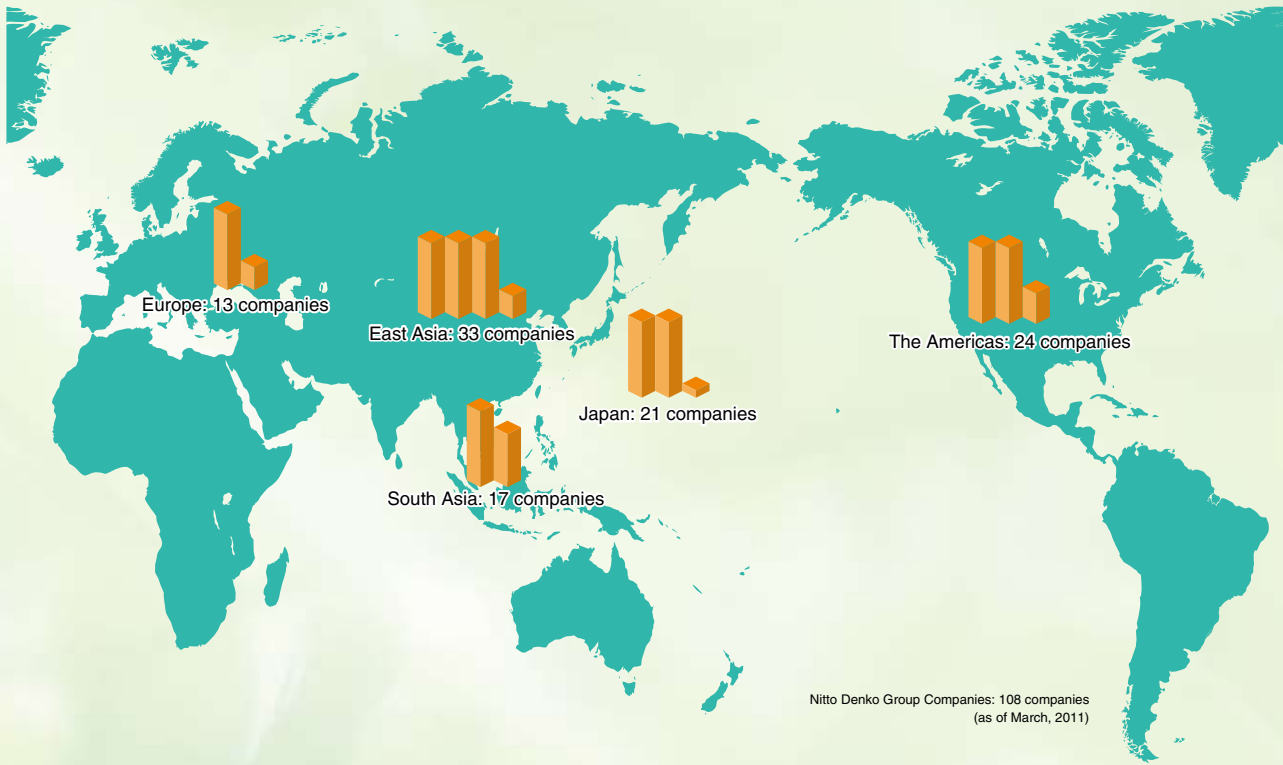 Europe: 13 companies
East Asia: 33 companies
The Americas: 24 companies
Japan: 21 companies
South Asia: 17 companies
Nitto Denko Group Companies: 108 companies
(as of March, 2011)